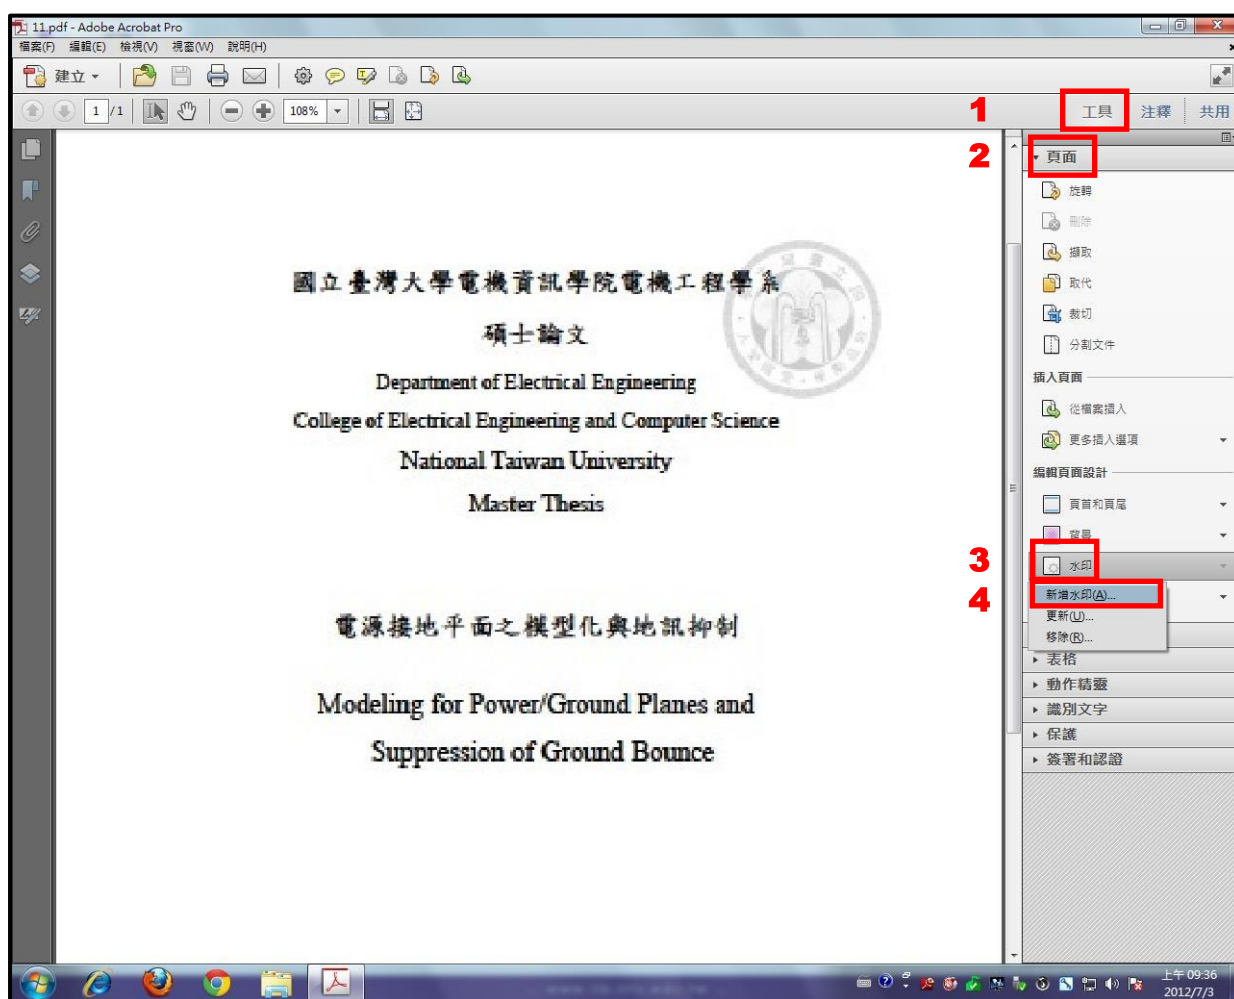 11.pdf - Adobe Acrobat Pro
檔案(F) 編輯(E) 檢視(V) 視窗(W) 說明(H)
建立
1 /1 108% 1 工具 注釋 共用
2 頁面
旋轉
刪除
擷取
取代
裁切
分割文件
插入頁面
從檔案插入
更多插入選項
編輯頁面設計
頁首和頁尾
背景
3 水印
4 新增水印(A)...
更新(U)...
移除(R)...
表格
動作精靈
識別文字
保護
簽署和認證
國立臺灣大學電機資訊學院電機工程學系
碩士論文
Department of Electrical Engineering
College of Electrical Engineering and Computer Science
National Taiwan University
Master Thesis
電源接地平面之模型化與地訊抑制
Modeling for Power/Ground Planes and
Suppression of Ground Bounce
上午 09:36
2012/7/3